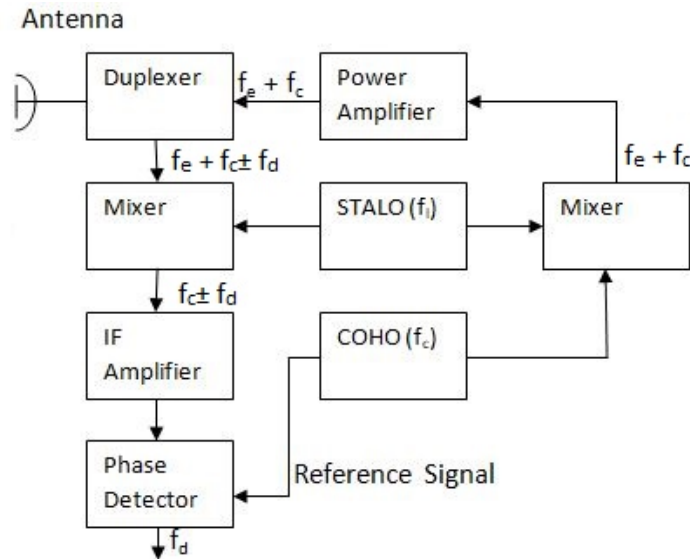 Antenna
Duplexer
fe + fc
Power
Amplifier
fe + fc± fd
fe + fc
Mixer
STALO (fl)
Mixer
fc± fd
IF
Amplifier
COHO (fc)
Phase
Detector
Reference Signal
fd